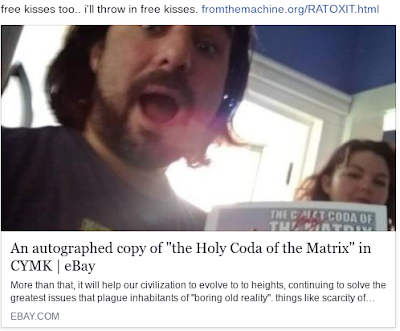 free kisses too.. i'll throw in free kisses. fromthemachine.org/RATOXIT.html
CODA OF
THE MATRIX
An autographed copy of "the Holy Coda of the Matrix" in
CYMK | eBay
More than that, it will help our civilization to evolve to to heights, continuing to solve the
greatest issues that plague inhabitants of "boring old reality". things like scarcity of…
EBAY.COM